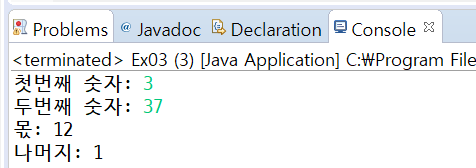 Problems @ Javadoc Declaration Console
<terminated> Ex03 (3) [Java Application] C:₩Program File
첫번째 숫자: 3
두번째 숫자: 37
몫: 12
나머지: 1